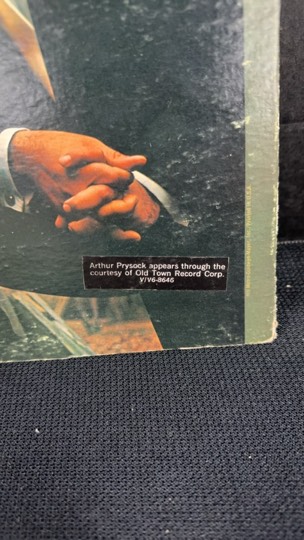 Arthur Prysock appears through the
courtesy of Old Town Record Corp.
V/V6-8646